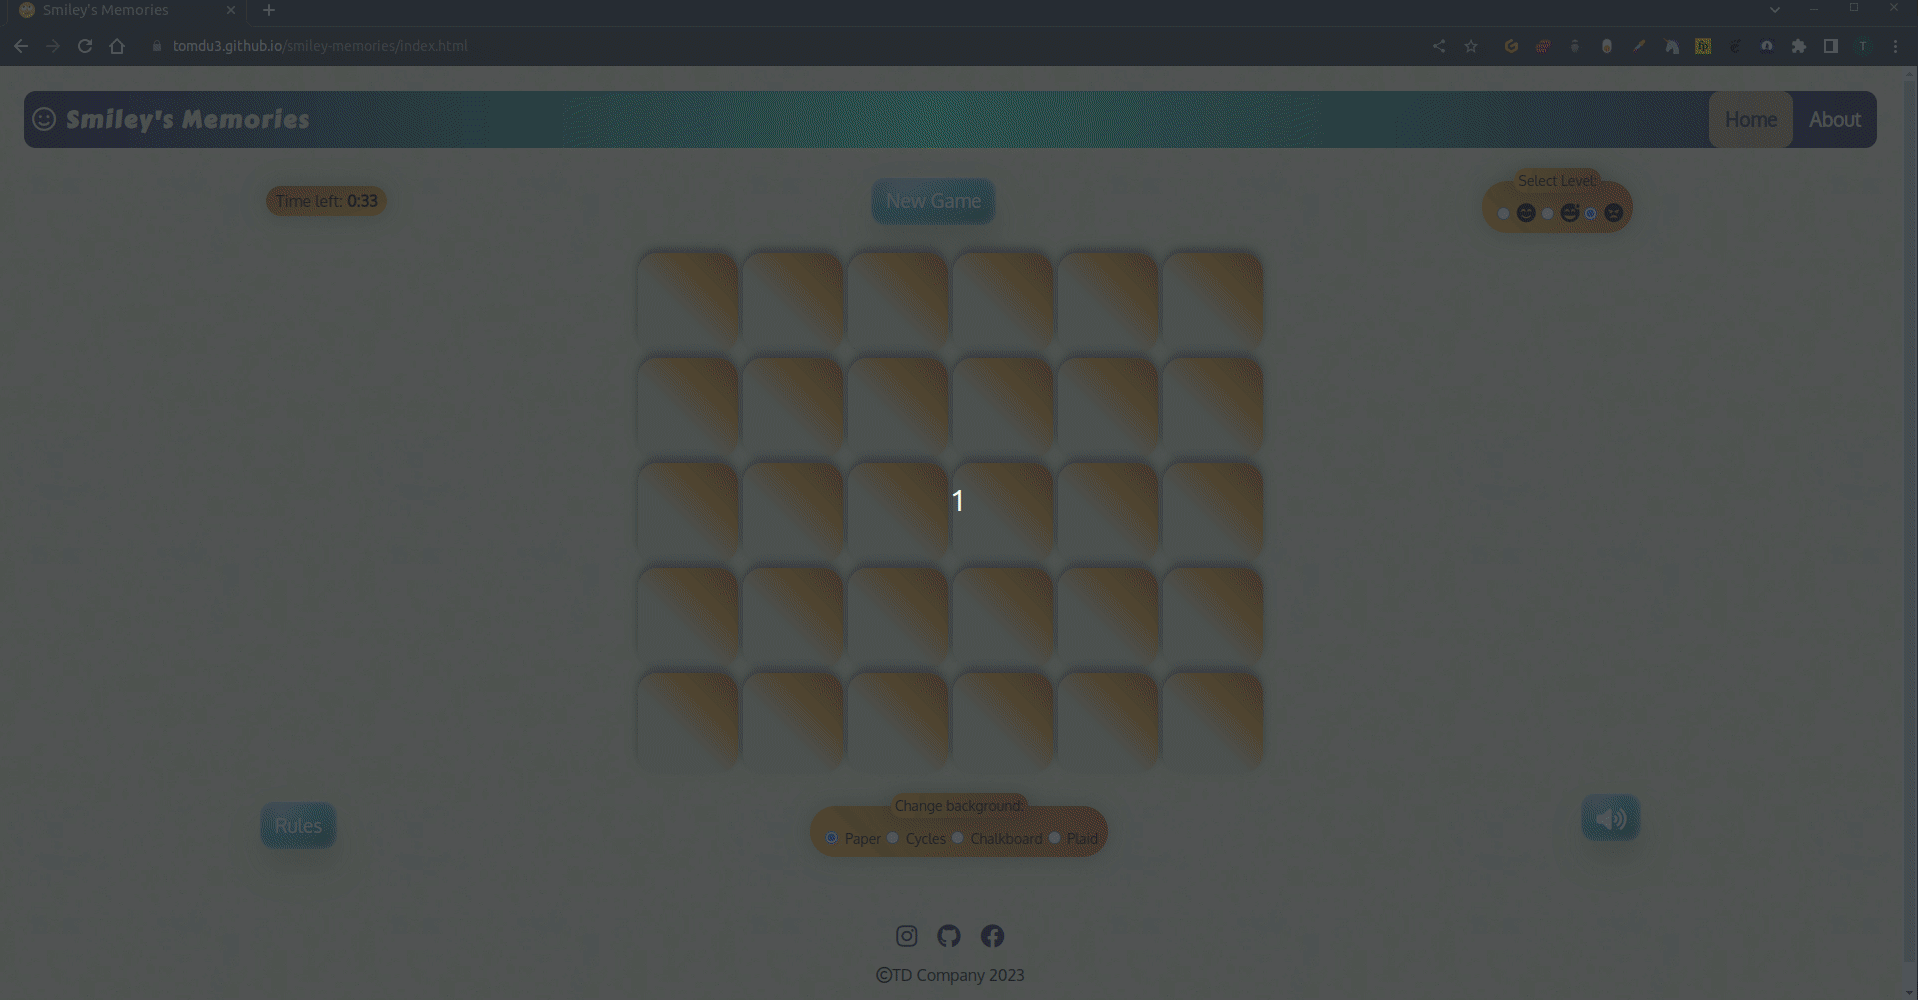 Smiley's Memories
tomdu3.github.io/smiley-memories/index.html
T
Smiley's Memories
Home
About
Time left: 0:33
New Game
Select Level:
1
Rules
Change background:
Paper Cycles Chalkboard Plaid
©TD Company 2023